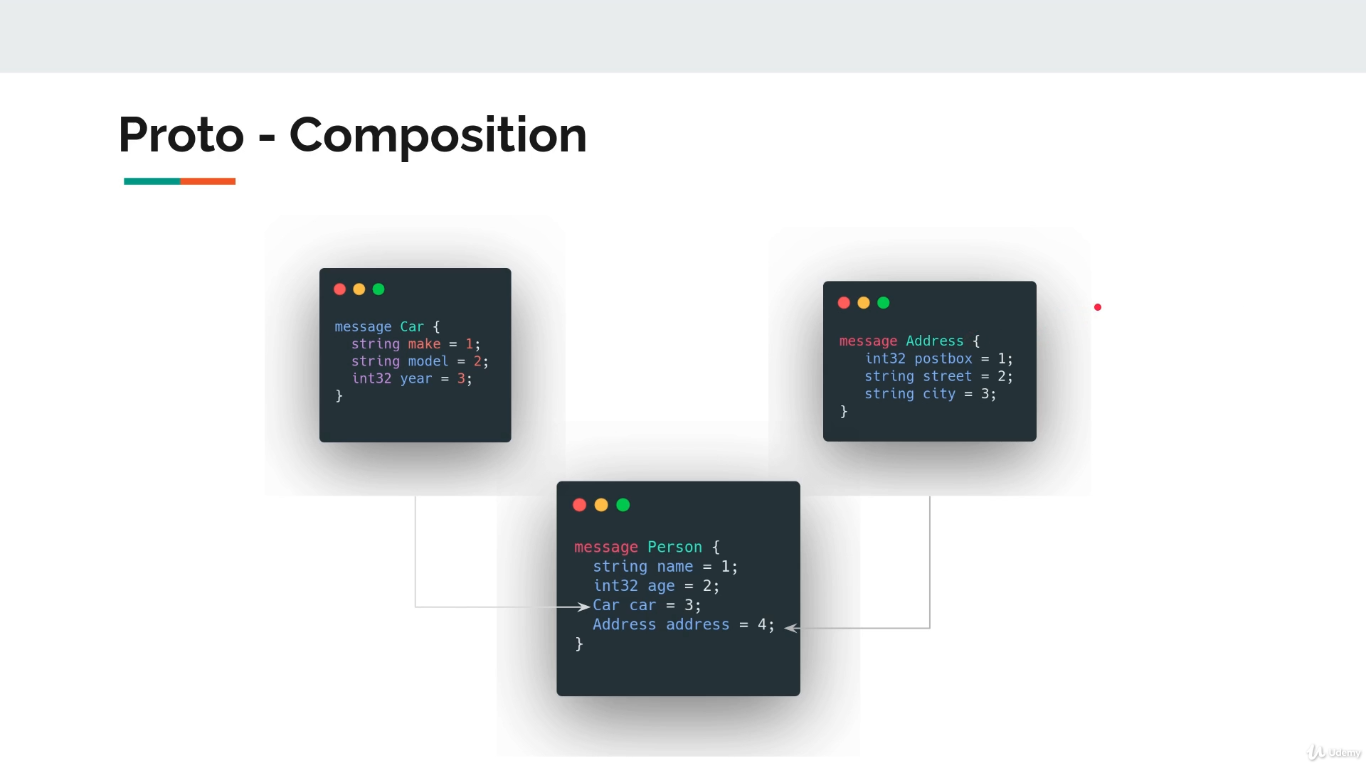 Proto - Composition
message Car {
string make = 1;
string model = 2;
int32 year = 3;
}
message Address {
int32 postbox = 1;
string street = 2;
string city = 3;
}
message Person {
string name = 1;
int32 age = 2;
Car car = 3;
Address address = 4;
}
Udemy